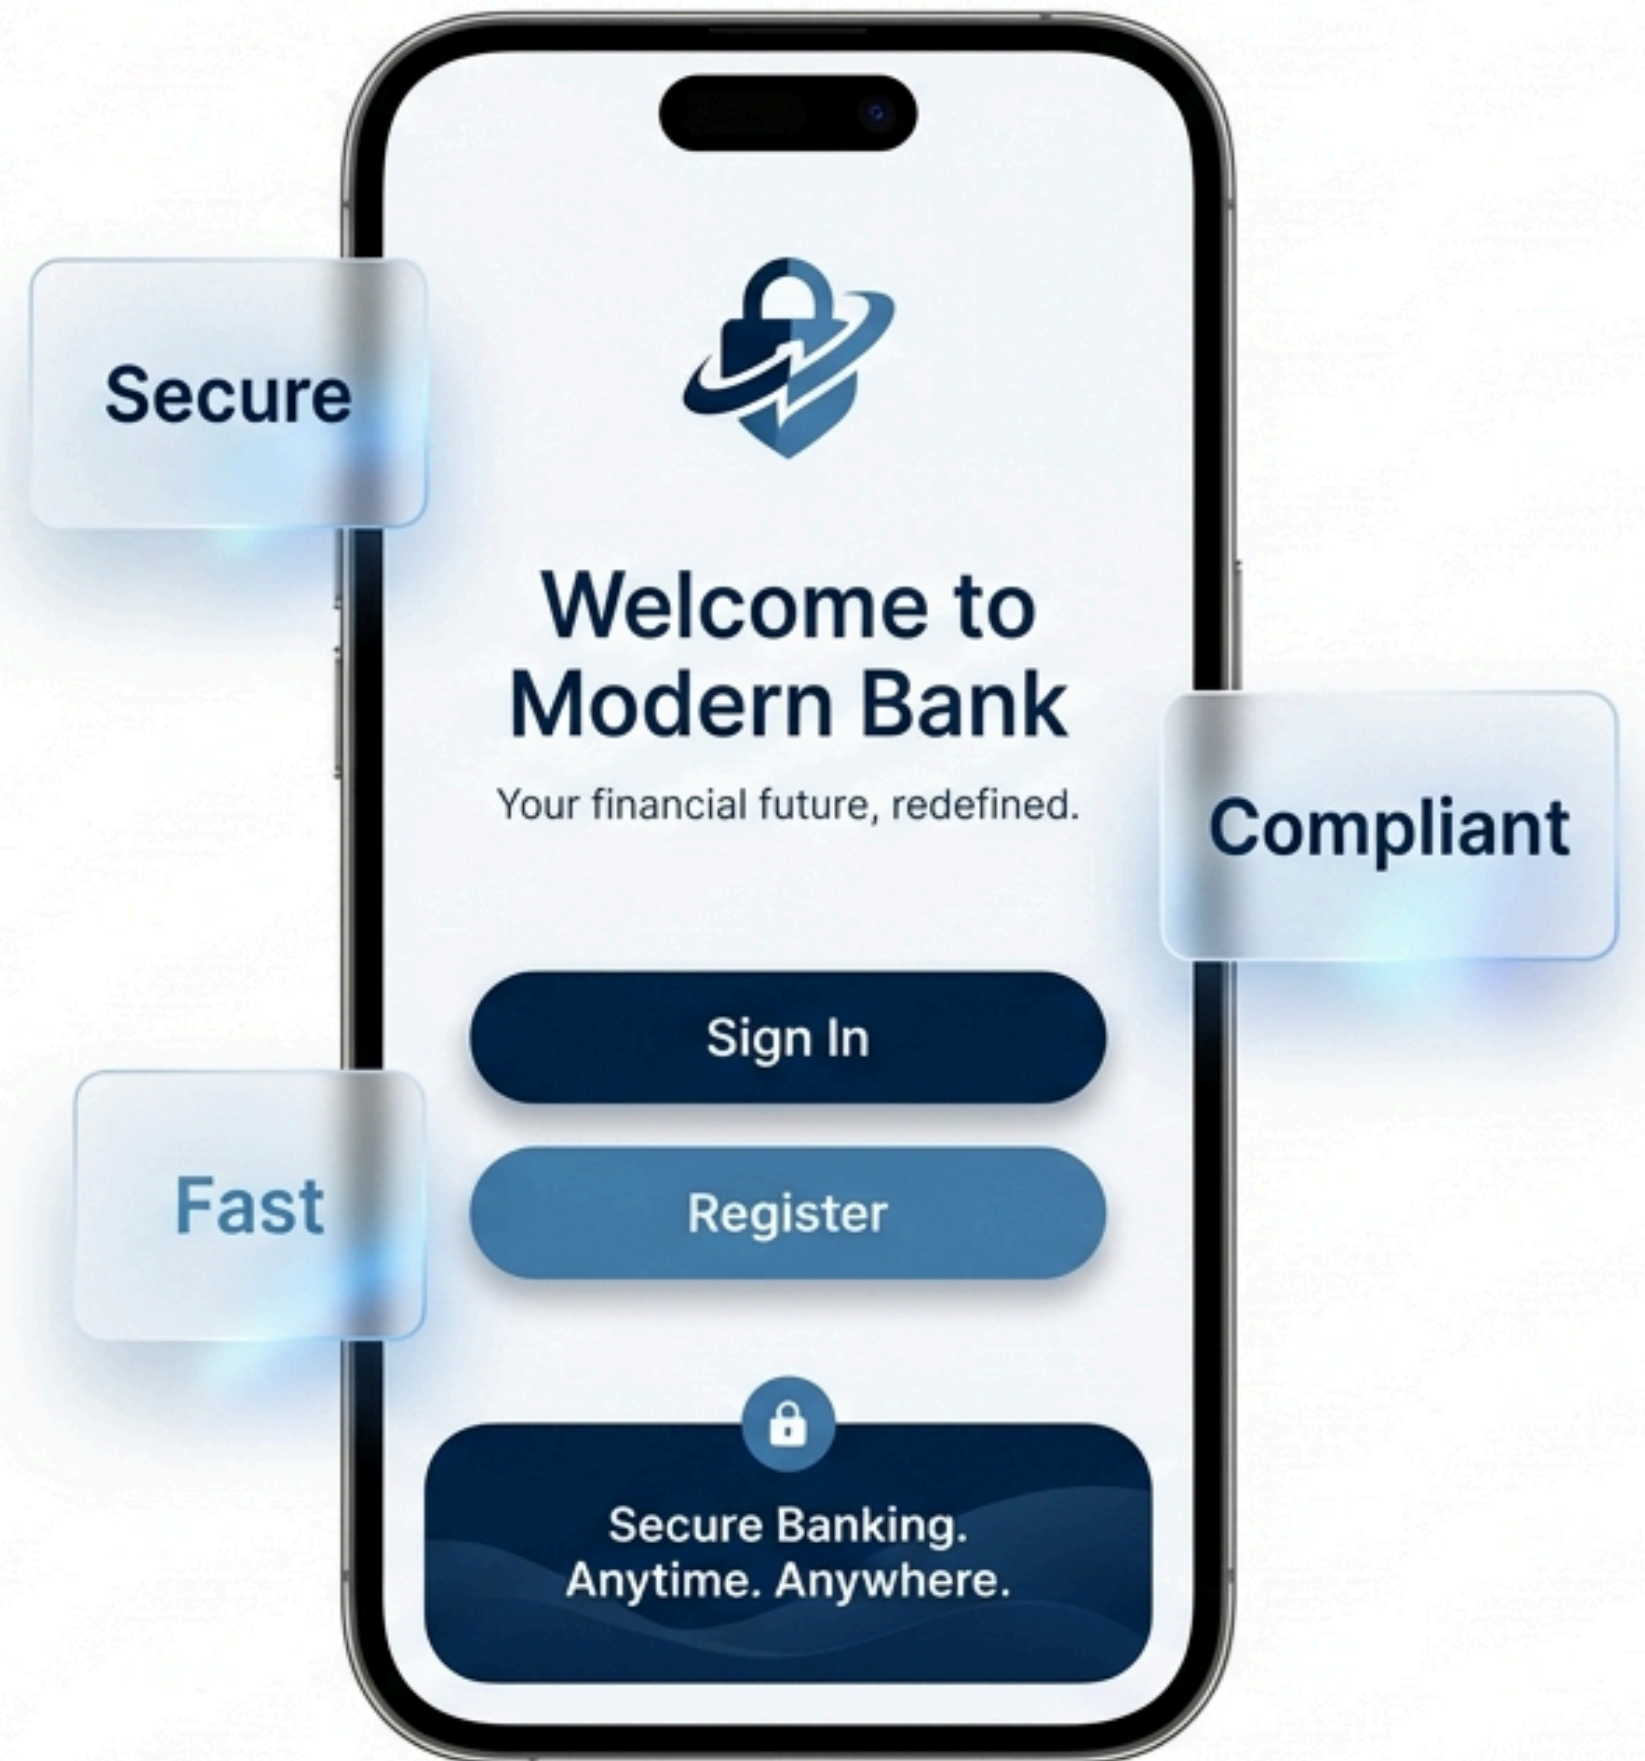 Secure
Welcome to
Modern Bank
Your financial future, redefined.
Compliant
Sign In
Fast
Register
Secure Banking.
Anytime. Anywhere.